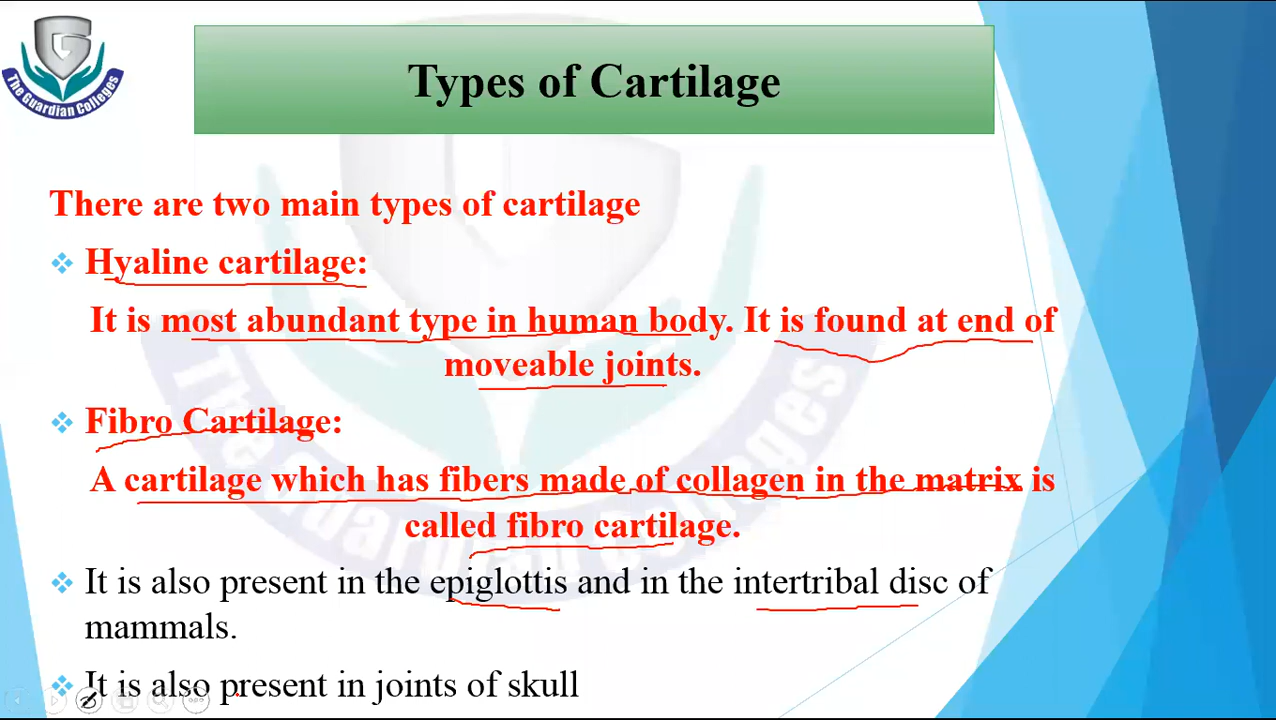 The Guardian Colleges
Types of Cartilage
There are two main types of cartilage
Hyaline cartilage:
It is most abundant type in human body. It is found at end of
moveable joints.
Fibro Cartilage:
A cartilage which has fibers made of collagen in the matrix is
called fibro cartilage.
It is also present in the epiglottis and in the intertribal disc of
mammals.
It is also present in joints of skull